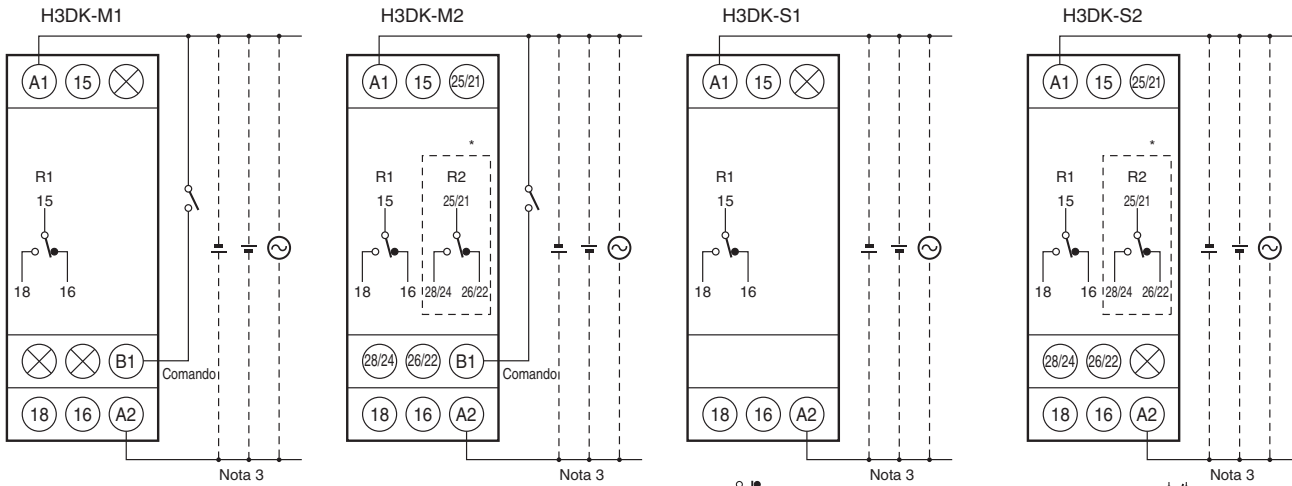 H3DK-M1
A1 15
R1
15
18 16
B1
Comando
18 16 A2
Nota 3
H3DK-M2
A1 15 25/21
*
R1 R2
15 25/21
18 16 28/24 26/22
28/24 26/22 B1
Comando
18 16 A2
Nota 3
H3DK-S1
A1 15
R1
15
18 16
18 16 A2
Nota 3
H3DK-S2
A1 15 25/21
*
R1 R2
15 25/21
18 16 28/24 26/22
28/24 26/22
18 16 A2
Nota 3